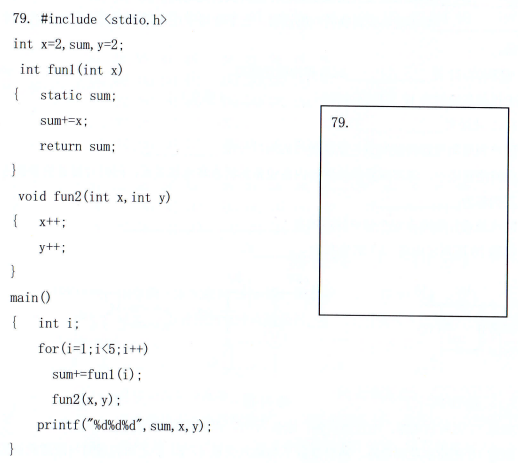 79. #include <stdio.h>
int x=2,sum,y=2;
int fun1(int x)
{ static sum;
sum+=x;
return sum;
}
void fun2(int x,int y)
{ x++;
y++;
}
main()
{ int i;
for(i=1;i<5;i++)
sum+=fun1(i);
fun2(x,y);
printf("%d%d%d",sum,x,y);
}
79.